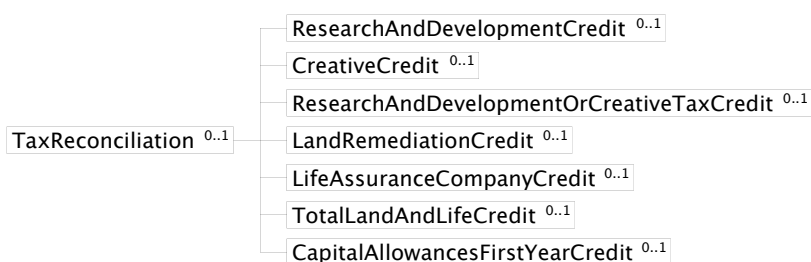 ResearchAndDevelopmentCredit 0..1
CreativeCredit 0..1
ResearchAndDevelopmentOrCreativeTaxCredit 0..1
TaxReconciliation 0..1
LandRemediationCredit 0..1
LifeAssuranceCompanyCredit 0..1
TotalLandAndLifeCredit 0..1
CapitalAllowancesFirstYearCredit 0..1